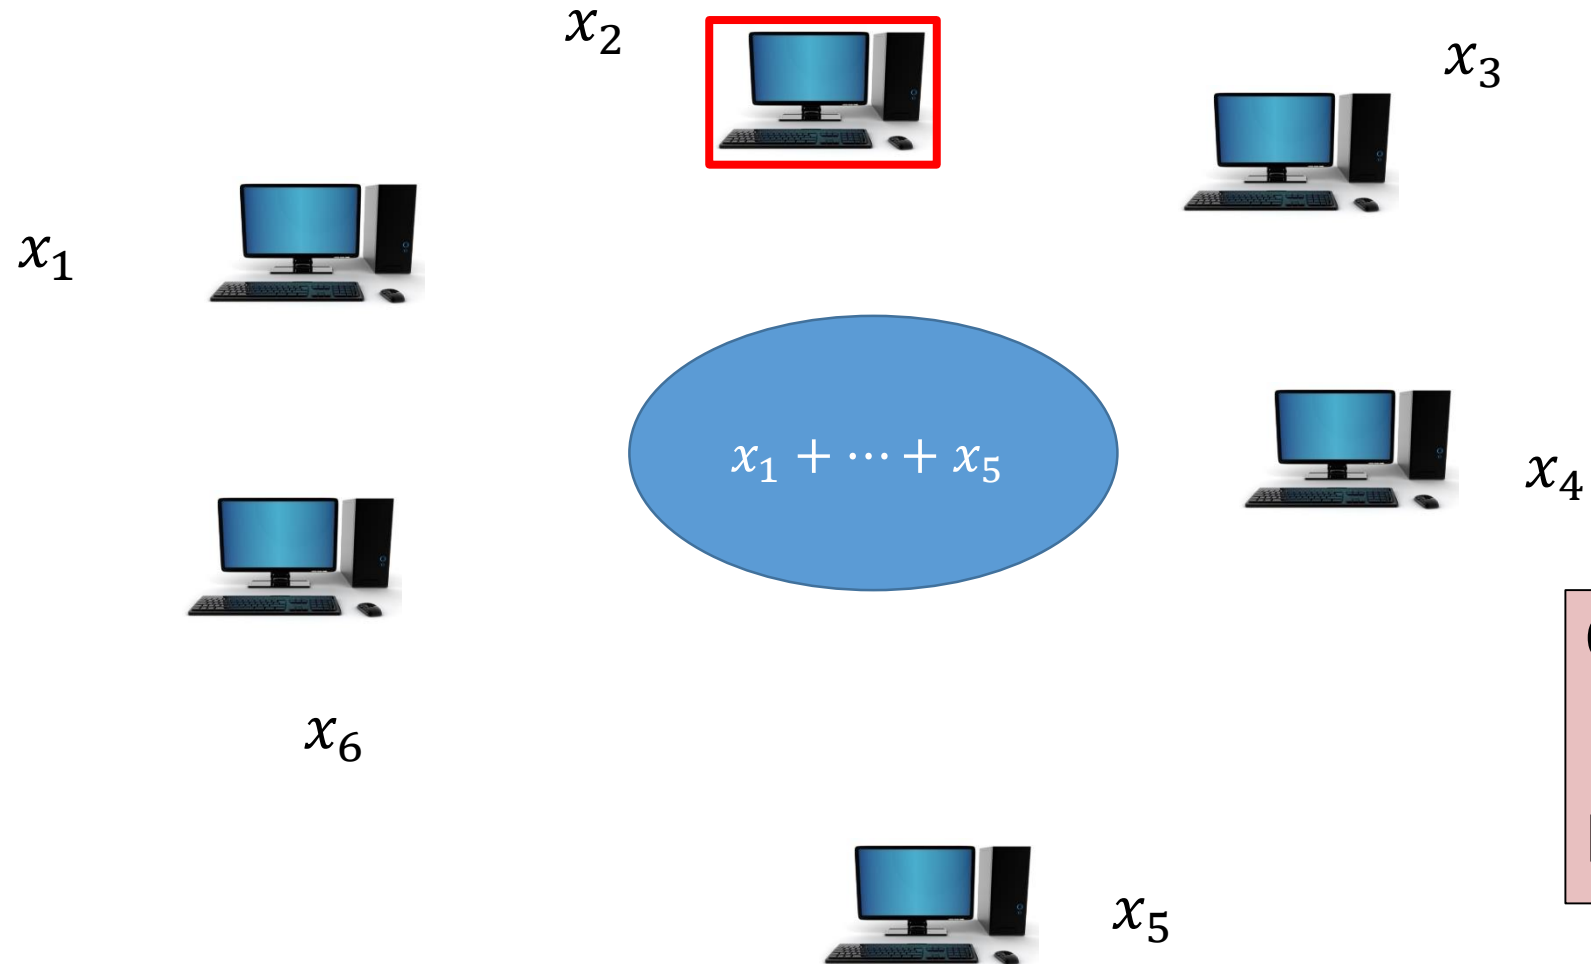 x₂
x₃
x₁
x₁ + ⋯ + x₅
x₄
x₆
x₅